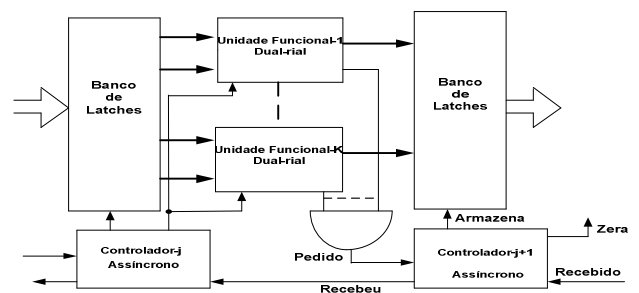 Banco
de
Latches
Unidade Funcional-1
Dual-rial
Banco
de
Latches
Unidade Funcional-K
Dual-rial
Armazena
Zera
Controlador-j
Assíncrono
Pedido
Controlador-j+1
Assíncrono
Recebido
Recebeu